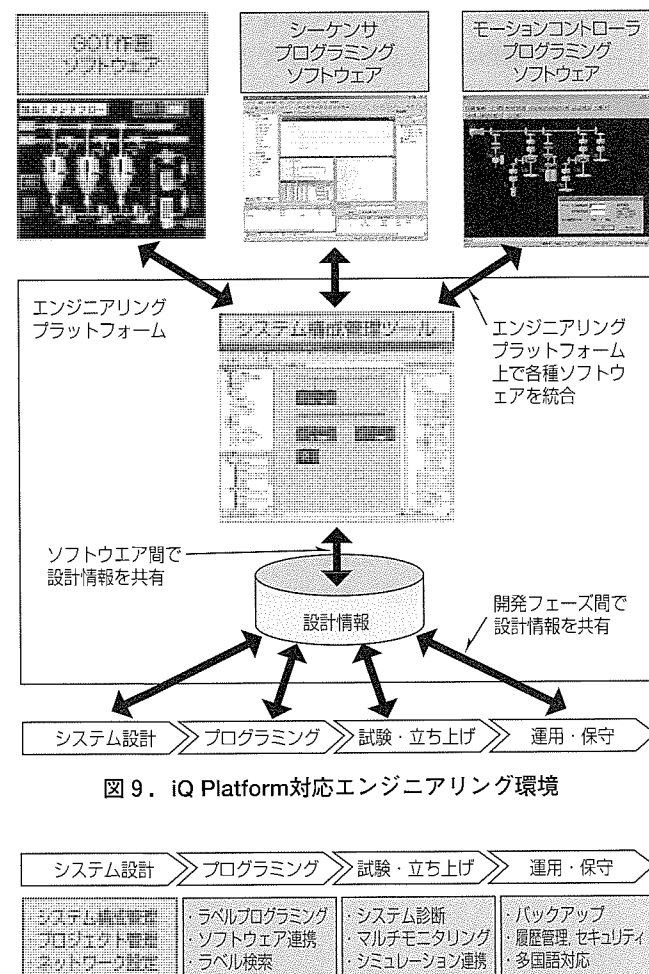 GOT作画
ソフトウェア
シーケンサ
プログラミング
ソフトウェア
モーションコントローラ
プログラミング
ソフトウェア
エンジニアリング
プラットフォーム
システム構成管理ツール
エンジニアリング
プラットフォーム
上で各種ソフトウ
ェアを統合
ソフトウエア間で
設計情報を共有
設計情報
開発フェーズ間で
設計情報を共有
システム設計
プログラミング
試験・立ち上げ
運用・保守
図9. iQ Platform対応エンジニアリング環境
システム設計
プログラミング
試験・立ち上げ
運用・保守
システム構成管理
プロジェクト管理
ネットワーク設定
・ラベルプログラミング
・ソフトウェア連携
・ラベル検索
・システム診断
・マルチモニタリング
・シミュレーション連携
・バックアップ
・履歴管理, セキュリティ
・多国語対応